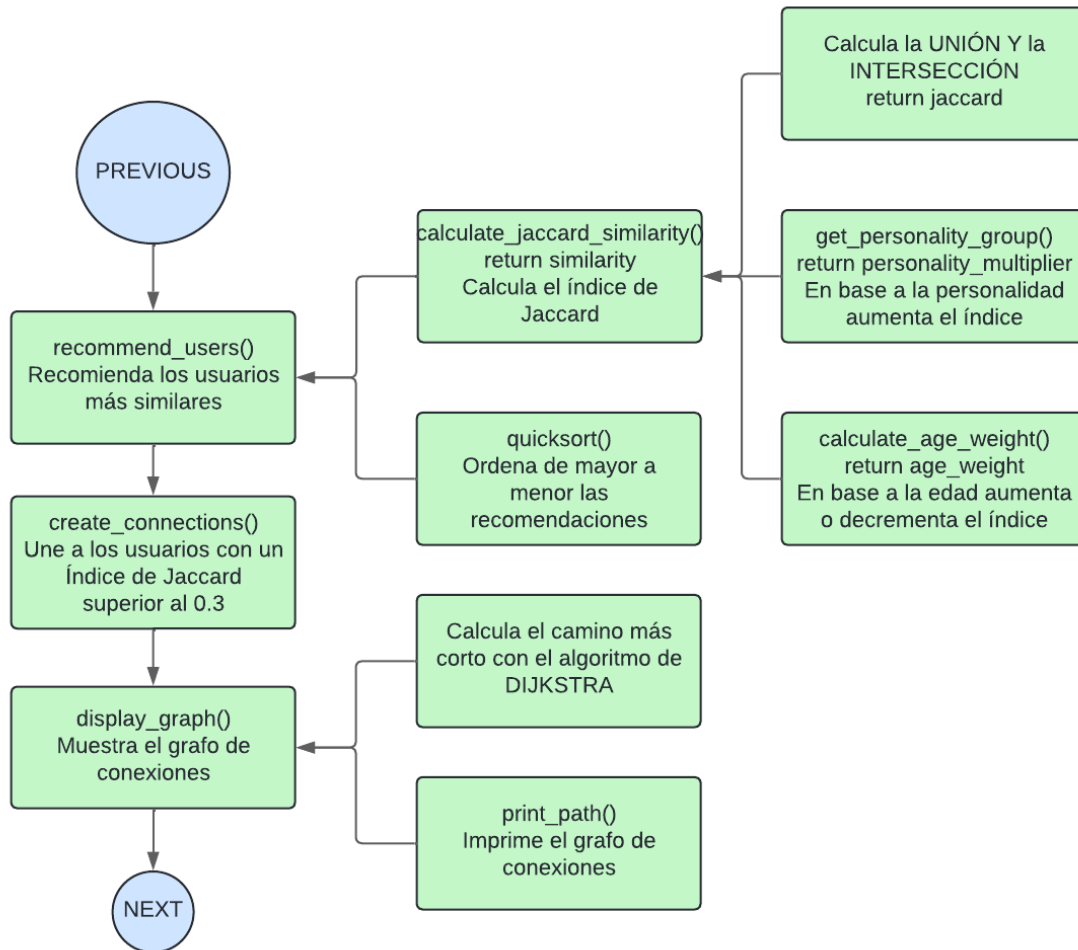 PREVIOUS
recommend_users()
Recomienda los usuarios
más similares
create_connections()
Une a los usuarios con un
Índice de Jaccard
superior al 0.3
display_graph()
Muestra el grafo de
conexiones
NEXT
calculate_jaccard_similarity()
return similarity
Calcula el índice de
Jaccard
quicksort()
Ordena de mayor a
menor las
recomendaciones
Calcula el camino más
corto con el algoritmo de
DIJKSTRA
print_path()
Imprime el grafo de
conexiones
Calcula la UNIÓN Y la
INTERSECCIÓN
return jaccard
get_personality_group()
return personality_multiplier
En base a la personalidad
aumenta el índice
calculate_age_weight()
return age_weight
En base a la edad aumenta
o decrementa el índice